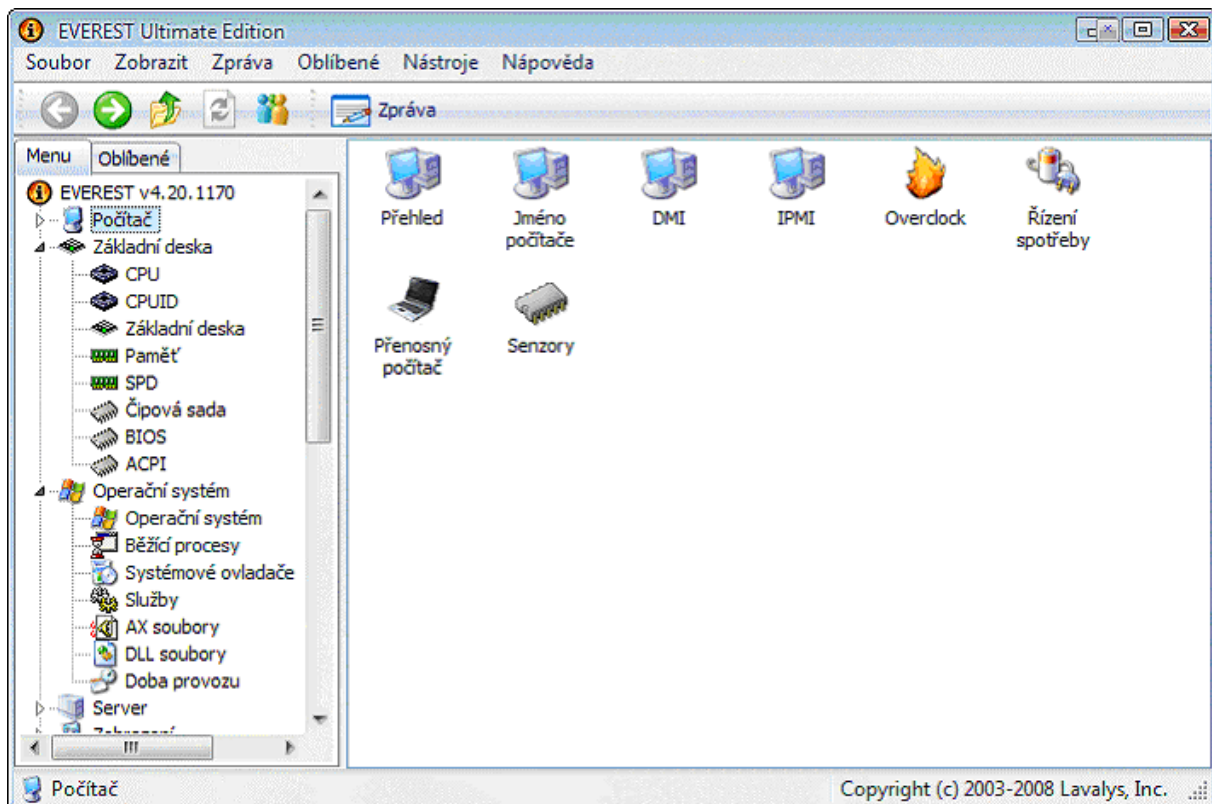 EVEREST Ultimate Edition
Soubor Zobrazit Zpráva Oblíbené Nástroje Nápověda
Zpráva
Menu Oblíbené
EVEREST v4.20.1170
Počítač
Základní deska
CPU
CPUID
Základní deska
Paměť
SPD
Čipová sada
BIOS
ACPI
Operační systém
Operační systém
Běžící procesy
Systémové ovladače
Služby
AX soubory
DLL soubory
Doba provozu
Server
Přehled
Jméno
počítače
DMI
IPMI
Overclock
Řízení
spotřeby
Přenosný
počítač
Senzory
Počítač
Copyright (c) 2003-2008 Lavalys, Inc.